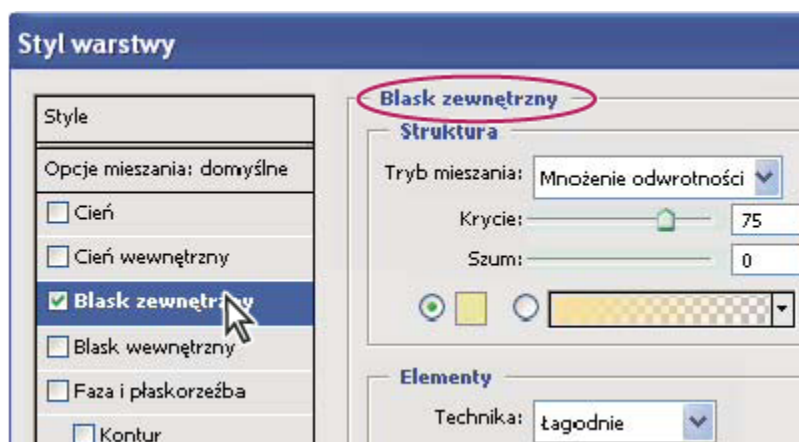 Styl warstwy
Style
Opcje mieszania: domyślne
Cień
Cień wewnętrzny
Blask zewnętrzny
Blask wewnętrzny
Faza i płaskorzeźba
Kontur
Blask zewnętrzny
Struktura
Tryb mieszania: Mnożenie odwrotności
Krycie: 75
Szum: 0
Elementy
Technika: Łagodnie